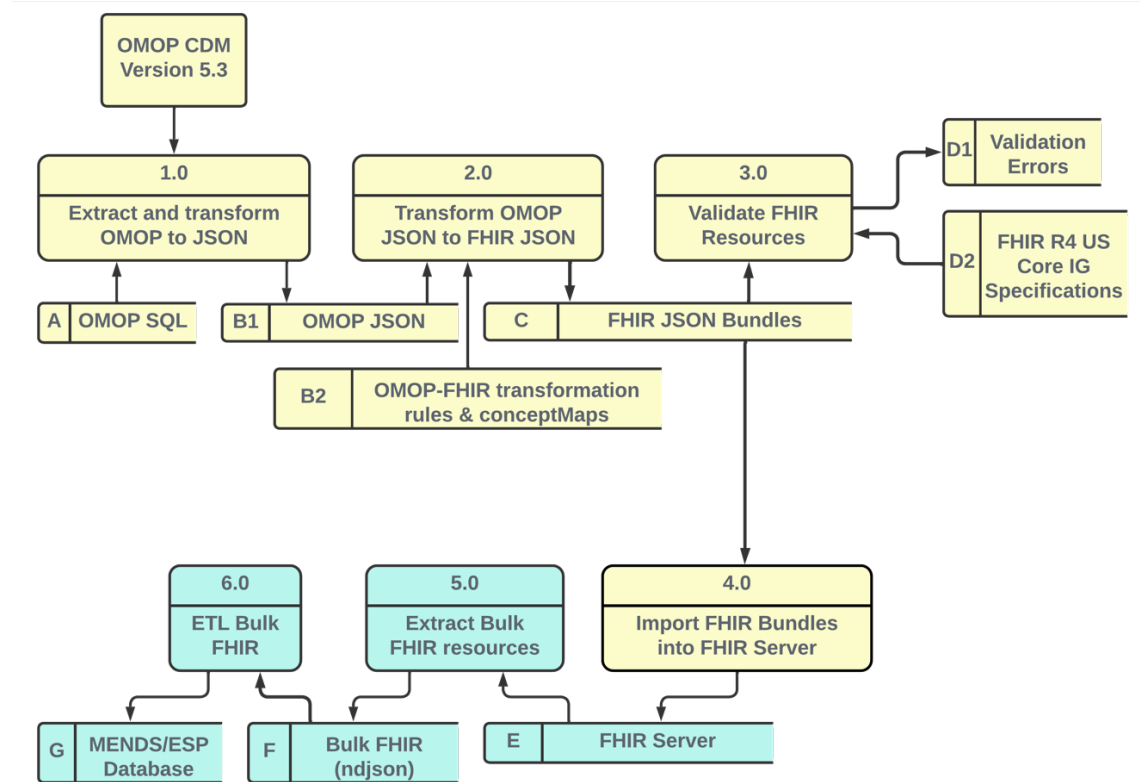 OMOP CDM
Version 5.3
1.0
Extract and transform
OMOP to JSON
2.0
Transform OMOP
JSON to FHIR JSON
3.0
Validate FHIR
Resources
D1
Validation
Errors
D2
FHIR R4 US
Core IG
Specifications
A
OMOP SQL
B1
OMOP JSON
C
FHIR JSON Bundles
B2
OMOP-FHIR transformation
rules & conceptMaps
6.0
ETL Bulk
FHIR
5.0
Extract Bulk
FHIR resources
4.0
Import FHIR Bundles
into FHIR Server
G
MENDS/ESP
Database
F
Bulk FHIR
(ndjson)
E
FHIR Server